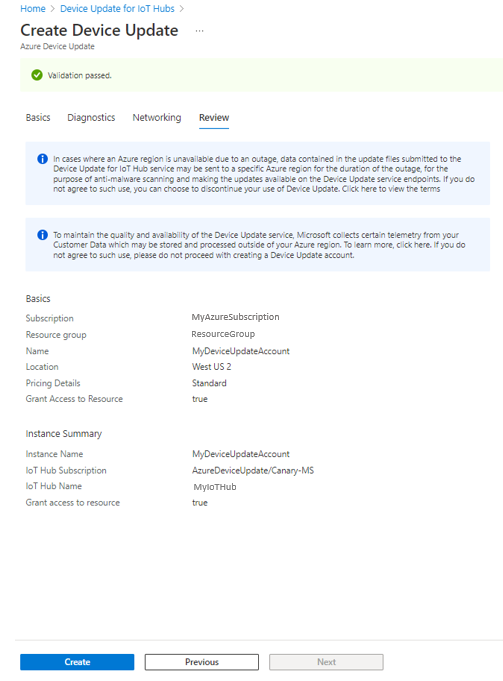 Home > Device Update for IoT Hubs >
Create Device Update ...
Azure Device Update
Validation passed.
Basics Diagnostics Networking Review
In cases where an Azure region is unavailable due to an outage, data contained in the update files submitted to the
Device Update for IoT Hub service may be sent to a specific Azure region for the duration of the outage, for
the purpose of anti-malware scanning and making the updates available on the Device Update service endpoints. If you do
not agree to such use, you can choose to discontinue your use of Device Update. Click here to view the terms
To maintain the quality and availability of the Device Update service, Microsoft collects certain telemetry from your
Customer Data which may be stored and processed outside of your Azure region. To learn more, click here. If you do
not agree to such use, please do not proceed with creating a Device Update account.
Basics
Subscription MyAzureSubscription
Resource group ResourceGroup
Name MyDeviceUpdateAccount
Location West US 2
Pricing Details Standard
Grant Access to Resource true
Instance Summary
Instance Name MyDeviceUpdateAccount
IoT Hub Subscription AzureDeviceUpdate/Canary-MS
IoT Hub Name MyIoTHub
Grant access to resource true
Create Previous Next